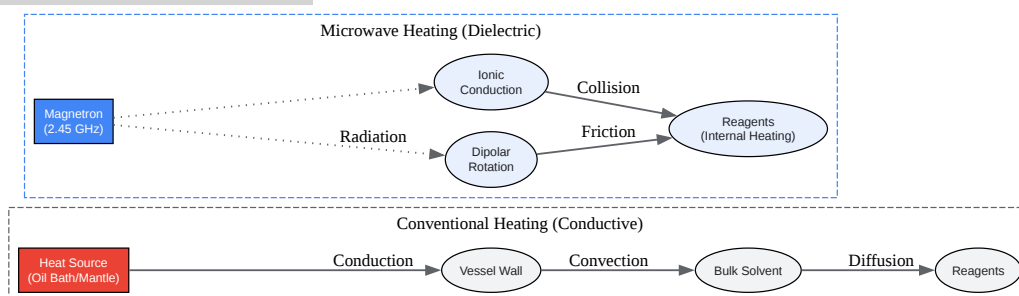 Microwave Heating (Dielectric)
Magnetron
(2.45 GHz)
Radiation
Ionic
Conduction
Dipolar
Rotation
Collision
Friction
Reagents
(Internal Heating)
Conventional Heating (Conductive)
Heat Source
(Oil Bath/Mantle)
Conduction
Vessel Wall
Convection
Bulk Solvent
Diffusion
Reagents